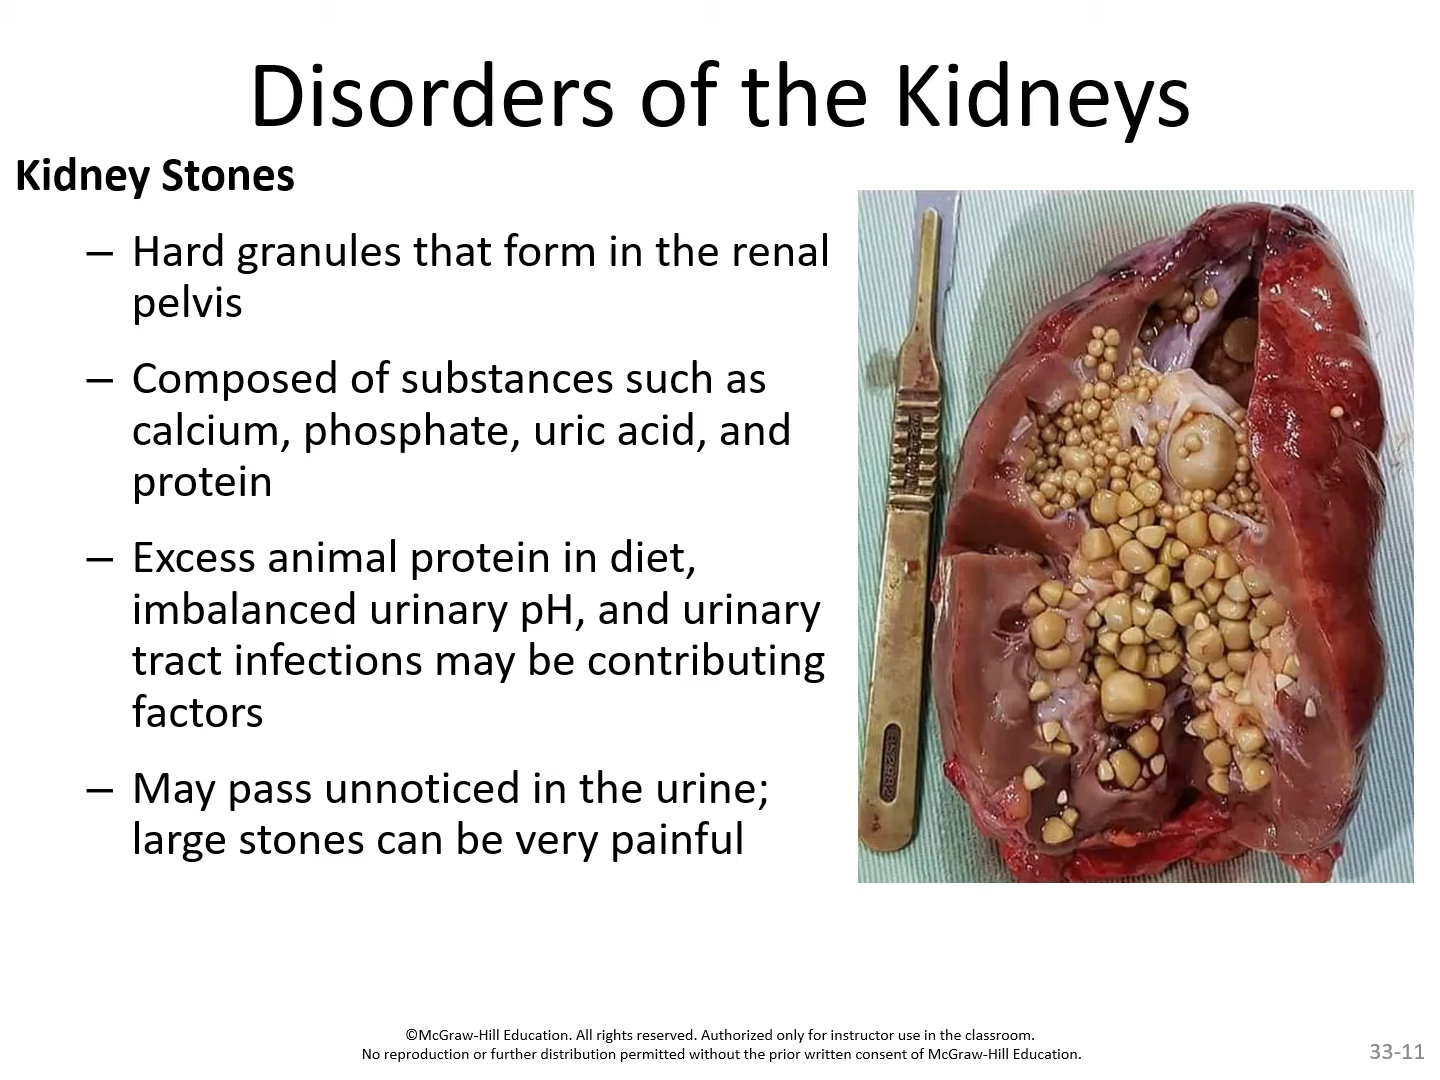 Disorders of the Kidneys
Kidney Stones
– Hard granules that form in the renal
pelvis
– Composed of substances such as
calcium, phosphate, uric acid, and
protein
– Excess animal protein in diet,
imbalanced urinary pH, and urinary
tract infections may be contributing
factors
– May pass unnoticed in the urine;
large stones can be very painful
©McGraw-Hill Education. All rights reserved. Authorized only for instructor use in the classroom.
No reproduction or further distribution permitted without the prior written consent of McGraw-Hill Education.
33-11